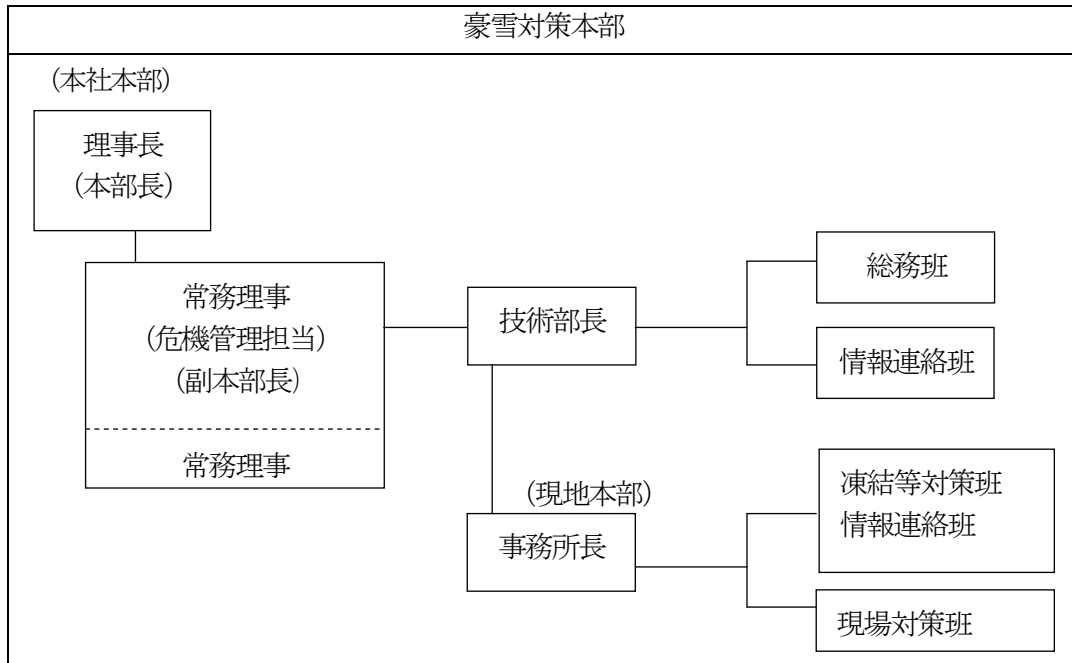 豪雪対策本部
（本社本部）
理事長
（本部長）
常務理事
（危機管理担当）
（副本部長）
常務理事
技術部長
総務班
情報連絡班
（現地本部）
事務所長
凍結等対策班
情報連絡班
現場対策班